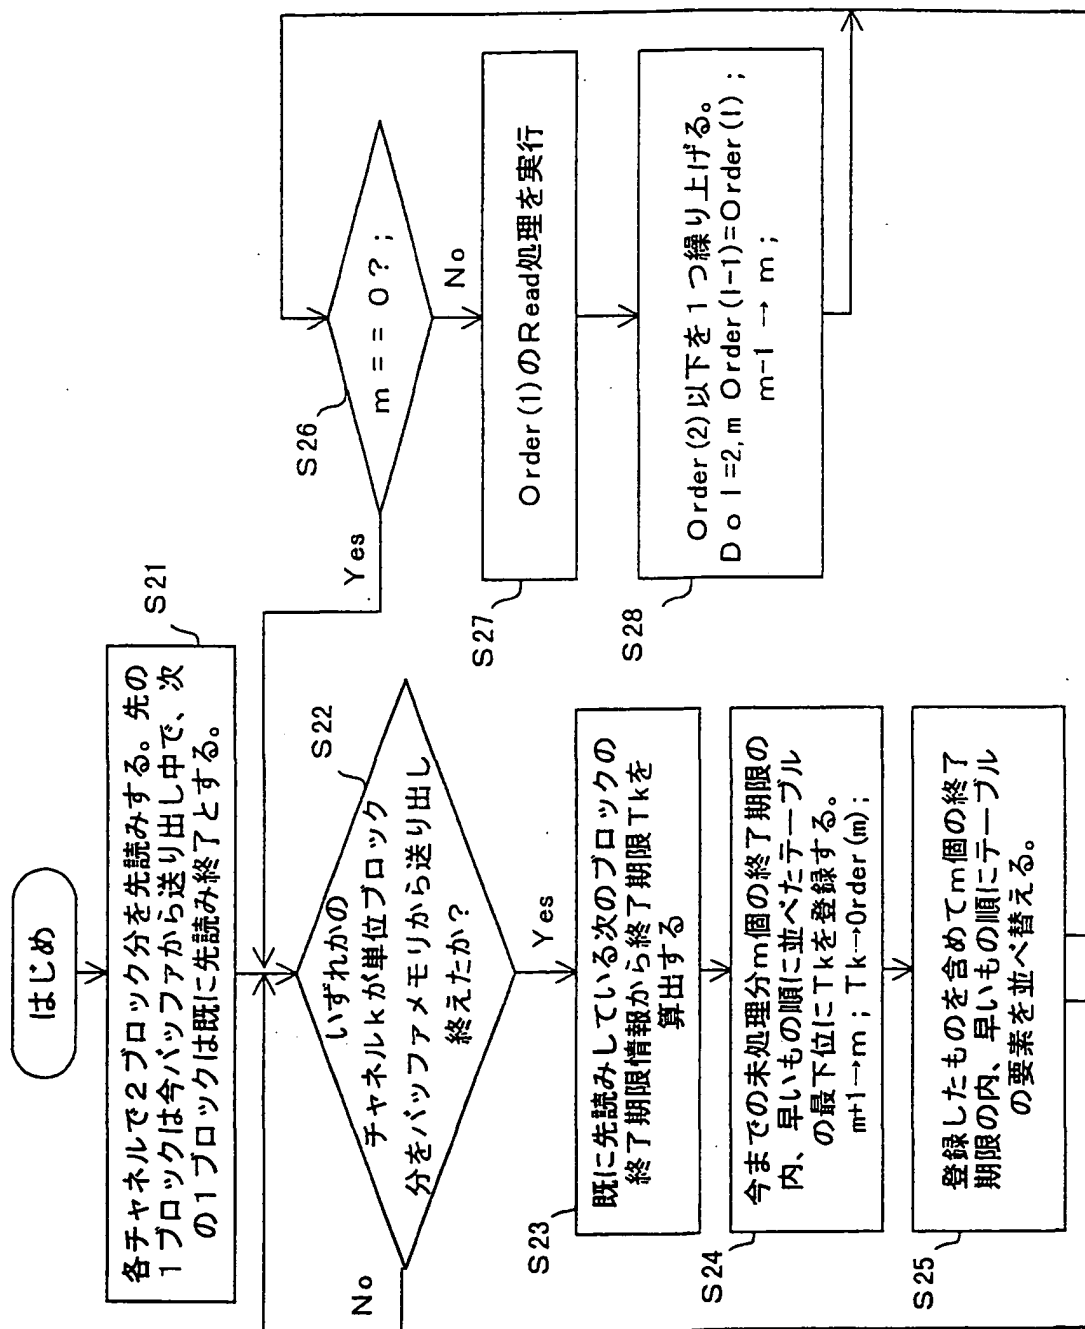 はじめ
S21
各チャネルで2ブロック分を先読みする。先の
1ブロックは今バッファから送り出し中で、次
の1ブロックは既に先読み終了とする。
S22
いずれかの
チャネルkが単位ブロック
分をバッファメモリから送り出し
終えたか?
No
Yes
S23
既に先読みしている次のブロックの
終了期限情報から終了期限Tkを
算出する
S24
今までの未処理分m個の終了期限の
内、早いもの順に並べたテーブル
の最下位にTkを登録する。
m+1→m; Tk→Order(m);
S25
登録したものを含めてm個の終了
期限の内、早いもの順にテーブル
の要素を並べ替える。
S26
m==0?;
Yes
No
S27
Order(1)のRead処理を実行
S28
Order(2)以下を1つ繰り上げる。
Do l=2,m Order(l-1)=Order(l);
m-1→m;